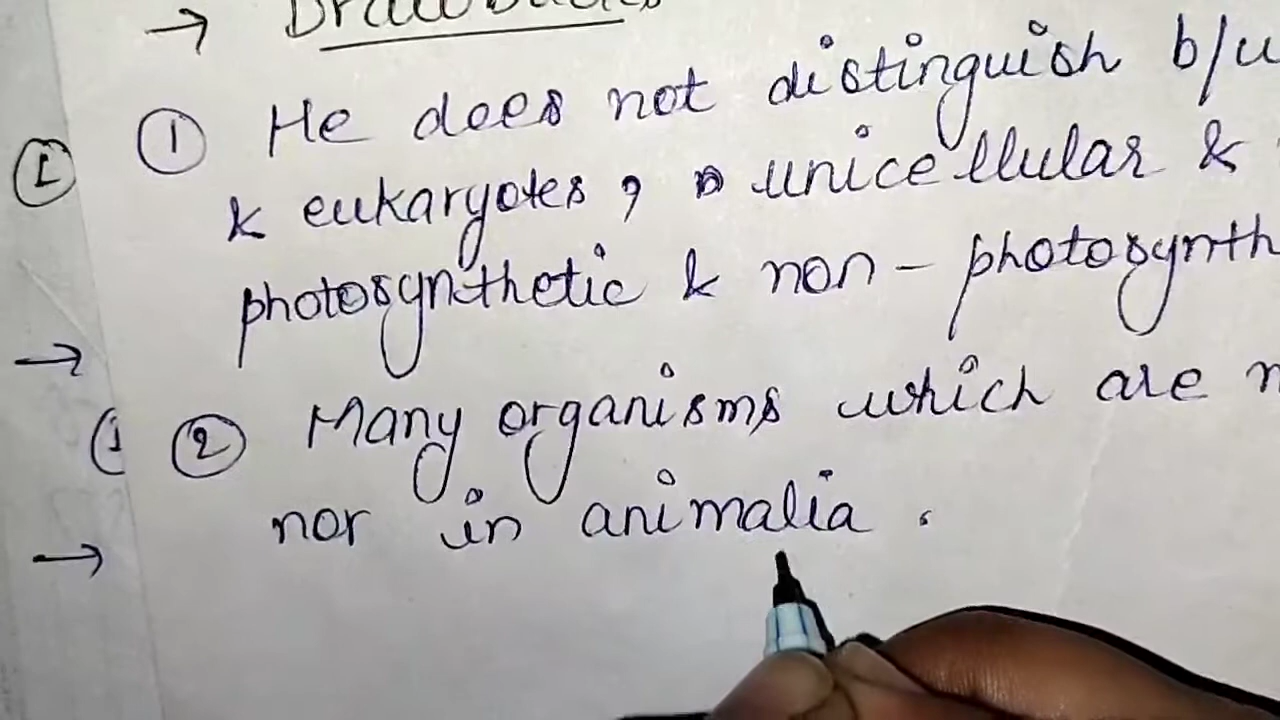 → Drawbacks
① He does not distinguish b/w
& eukaryotes, unicellular &
photosynthetic & non - photosynth
② Many organisms which are n
nor in animalia.